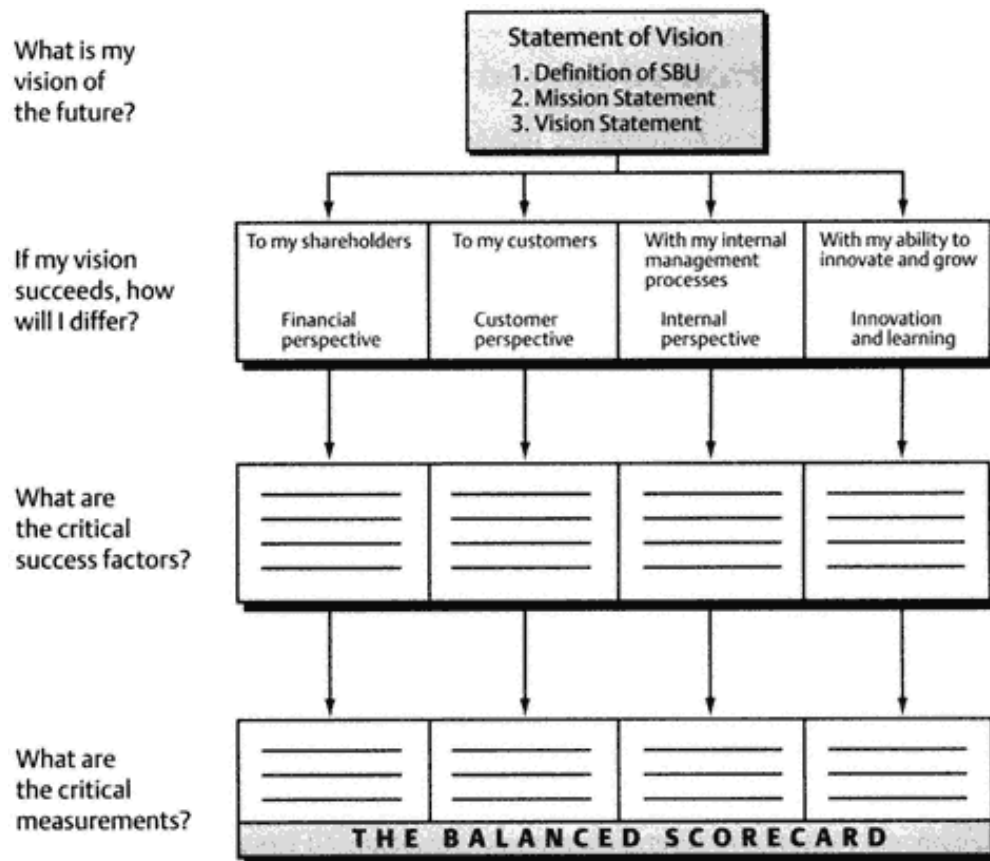 What is my
vision of
the future?
Statement of Vision
1. Definition of SBU
2. Mission Statement
3. Vision Statement
If my vision
succeeds, how
will I differ?
To my shareholders
Financial
perspective
To my customers
Customer
perspective
With my internal
management
processes
Internal
perspective
With my ability to
innovate and grow
Innovation
and learning
What are
the critical
success factors?
What are
the critical
measurements?
THE BALANCED SCORECARD